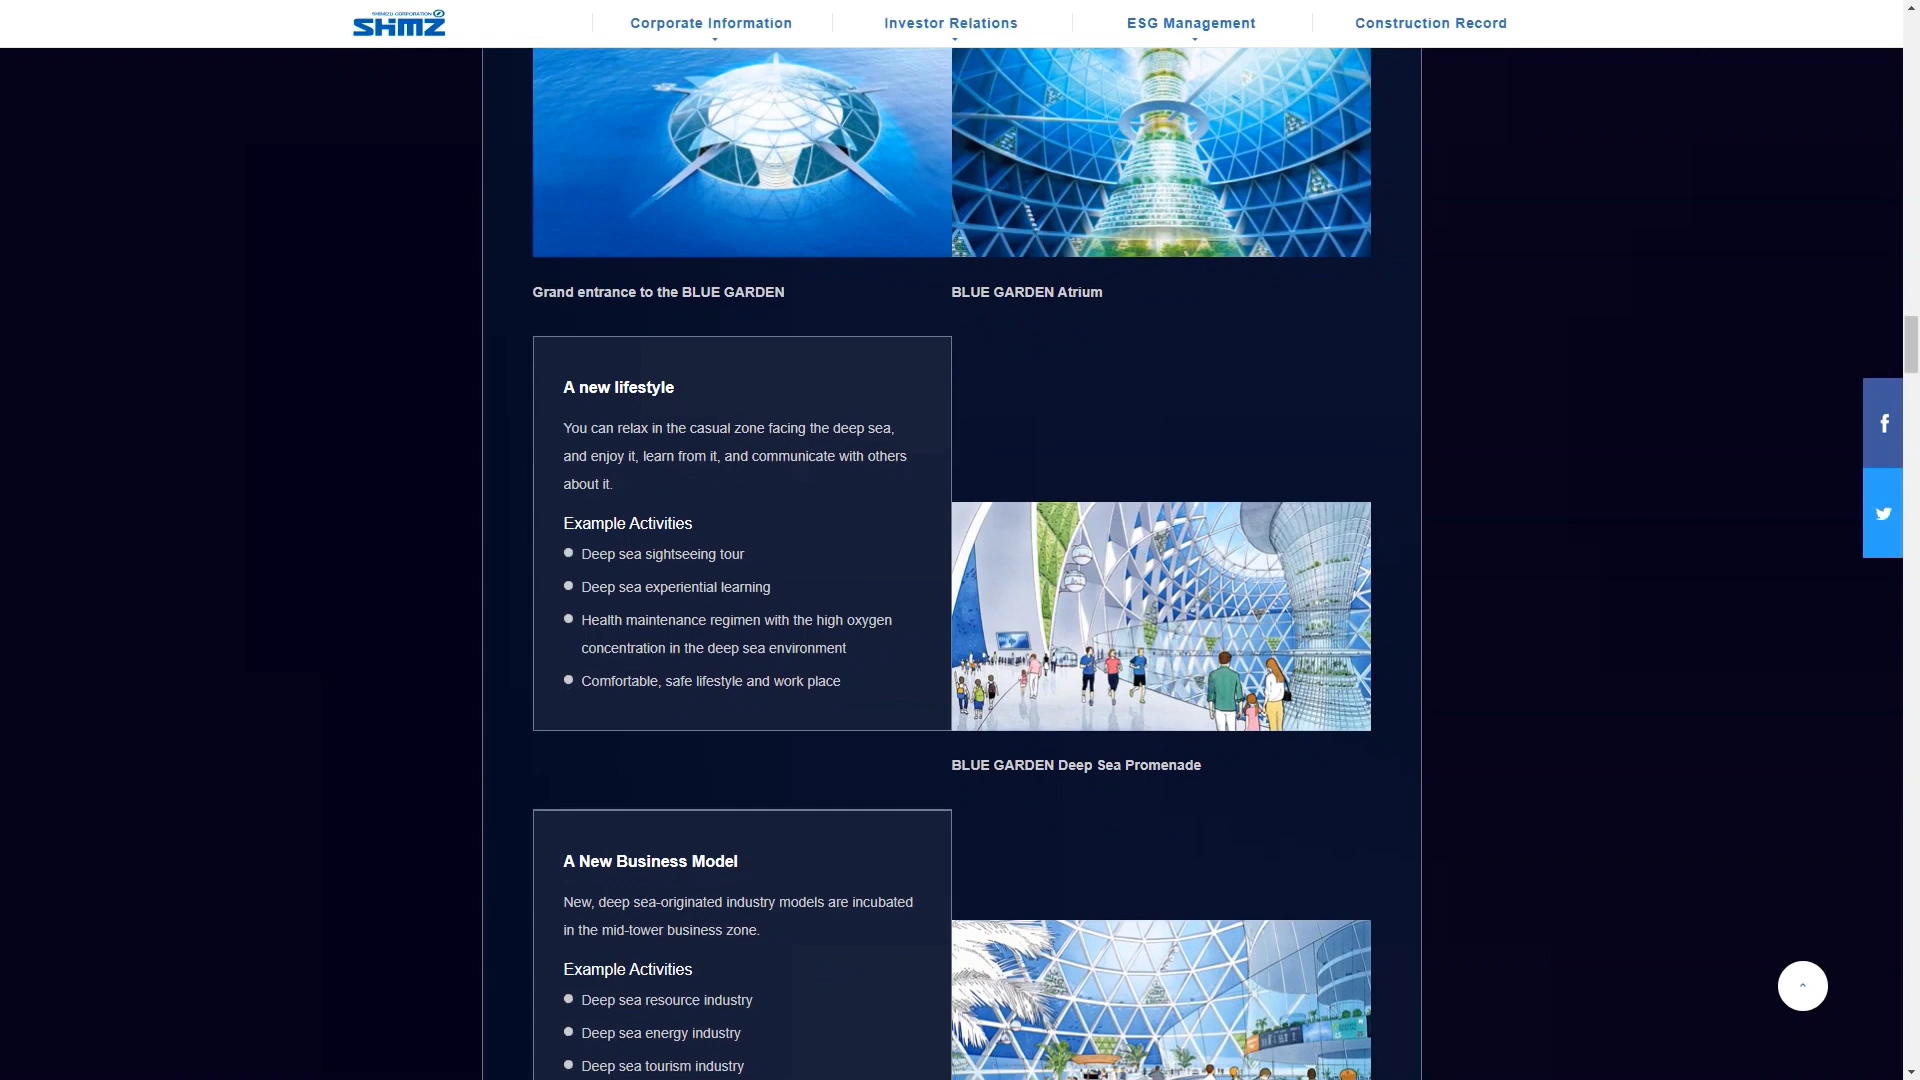 SHIMIZU CORPORATION
SHIMZ
Corporate Information
Investor Relations
ESG Management
Construction Record
Grand entrance to the BLUE GARDEN
BLUE GARDEN Atrium
A new lifestyle
You can relax in the casual zone facing the deep sea,
and enjoy it, learn from it, and communicate with others
about it.
Example Activities
Deep sea sightseeing tour
Deep sea experiential learning
Health maintenance regimen with the high oxygen
concentration in the deep sea environment
Comfortable, safe lifestyle and work place
BLUE GARDEN Deep Sea Promenade
A New Business Model
New, deep sea-originated industry models are incubated
in the mid-tower business zone.
Example Activities
Deep sea resource industry
Deep sea energy industry
Deep sea tourism industry